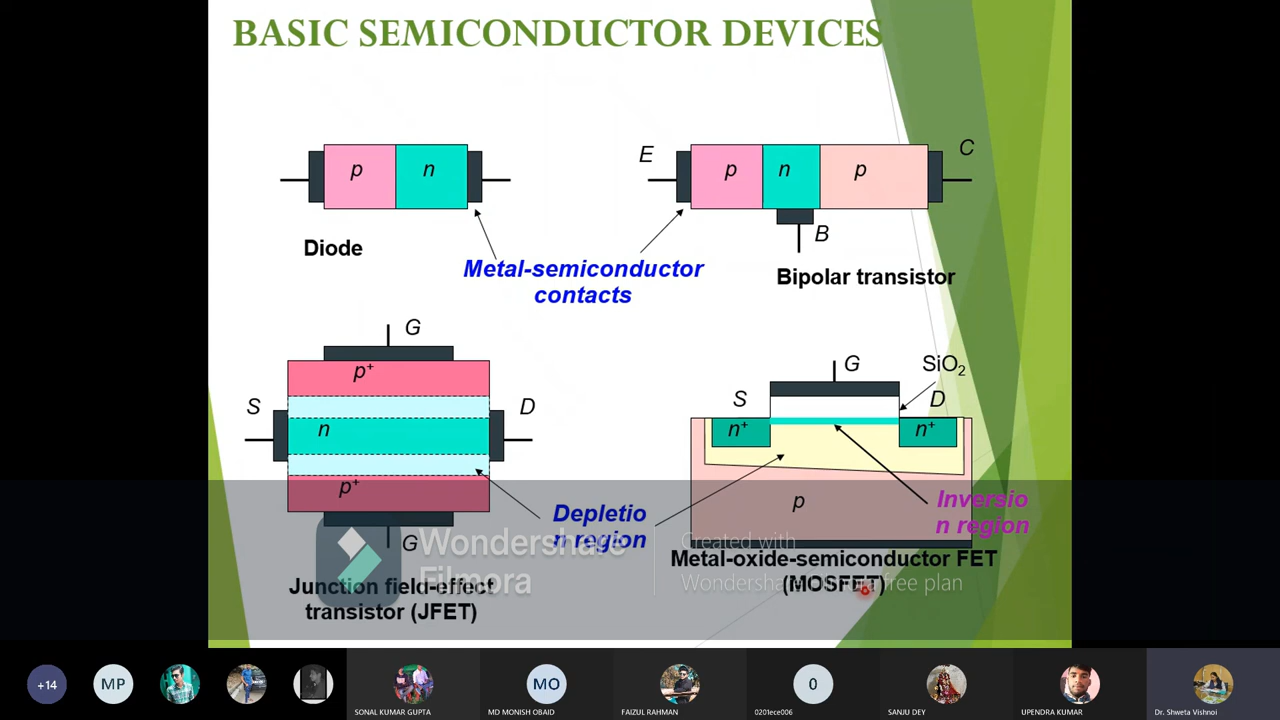 BASIC SEMICONDUCTOR DEVICES
p
n
Diode
E
p
n
p
C
B
Bipolar transistor
Metal-semiconductor
contacts
G
p+
S
n
D
p+
G
Junction field-effect
transistor (JFET)
Depletio
n region
G
SiO₂
S
D
n+
n+
p
Inversio
n region
Metal-oxide-semiconductor FET
(MOSFET)
Wondershare
Filmora
Created with
Wondershare Filmora free plan
+14
MP
SONAL KUMAR GUPTA
MO
MD MONISH OBAID
FAIZUL RAHMAN
0
0201ece006
SANJU DEY
UPENDRA KUMAR
Dr. Shweta Vishnoi